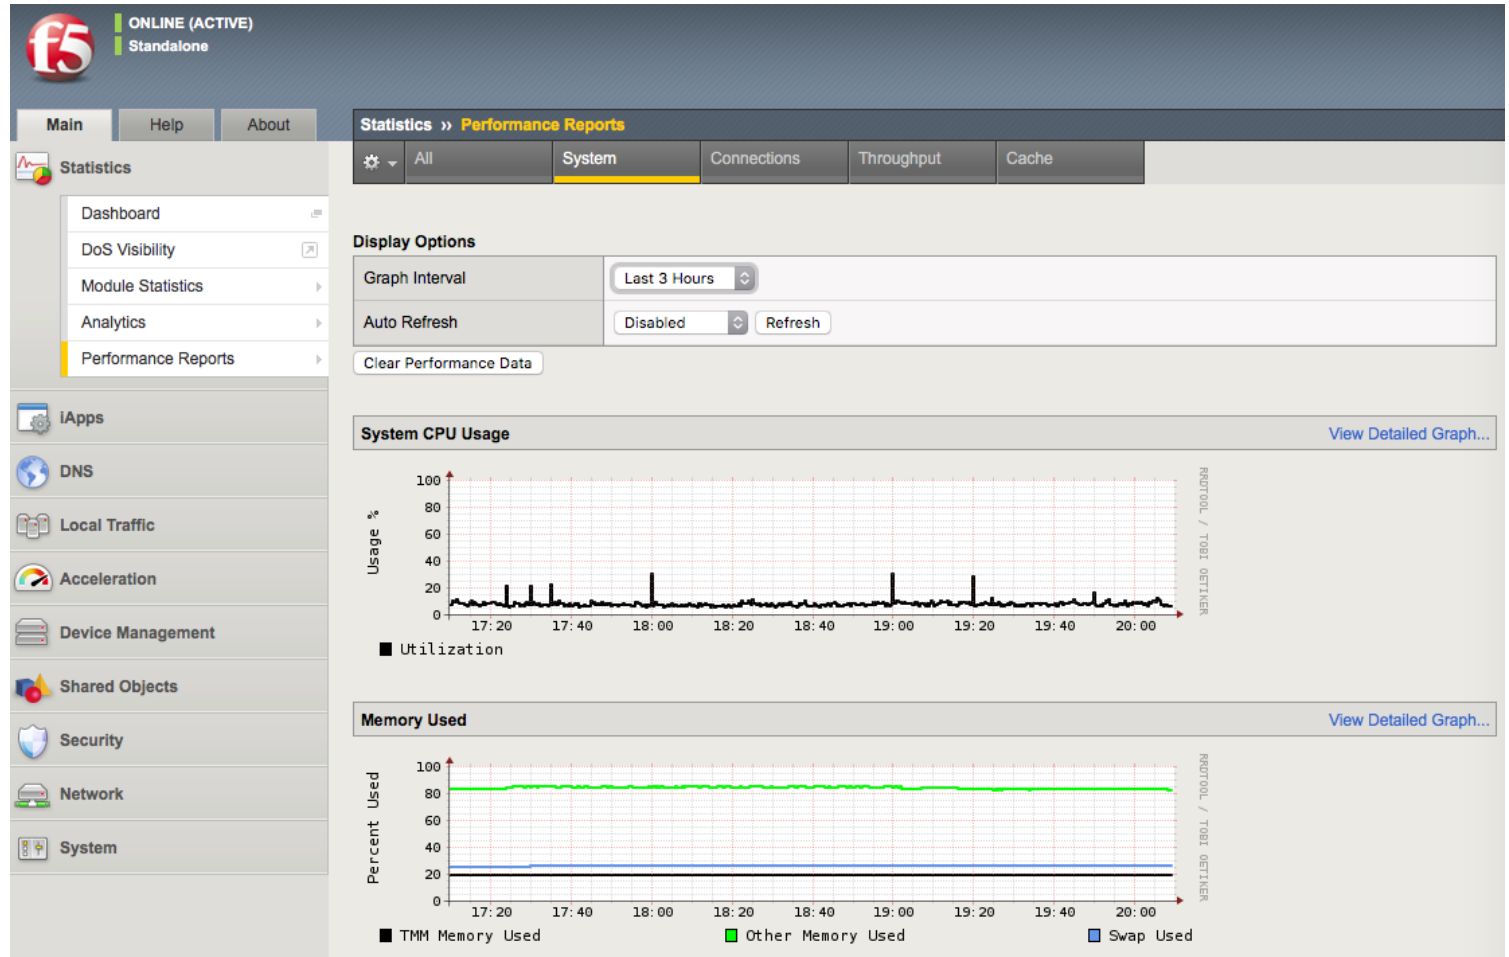 f5
ONLINE (ACTIVE)
Standalone
Main
Help
About
Statistics
Dashboard
DoS Visibility
Module Statistics
Analytics
Performance Reports
iApps
DNS
Local Traffic
Acceleration
Device Management
Shared Objects
Security
Network
System
Statistics ›› Performance Reports
All
System
Connections
Throughput
Cache
Display Options
Graph Interval
Last 3 Hours
Auto Refresh
Disabled
Refresh
Clear Performance Data
System CPU Usage
View Detailed Graph...
Usage %
100
80
60
40
20
0
17:20 17:40 18:00 18:20 18:40 19:00 19:20 19:40 20:00
RRDTOOL / TOBI OETIKER
Utilization
Memory Used
View Detailed Graph...
Percent Used
100
80
60
40
20
0
17:20 17:40 18:00 18:20 18:40 19:00 19:20 19:40 20:00
RRDTOOL / TOBI OETIKER
TMM Memory Used
Other Memory Used
Swap Used